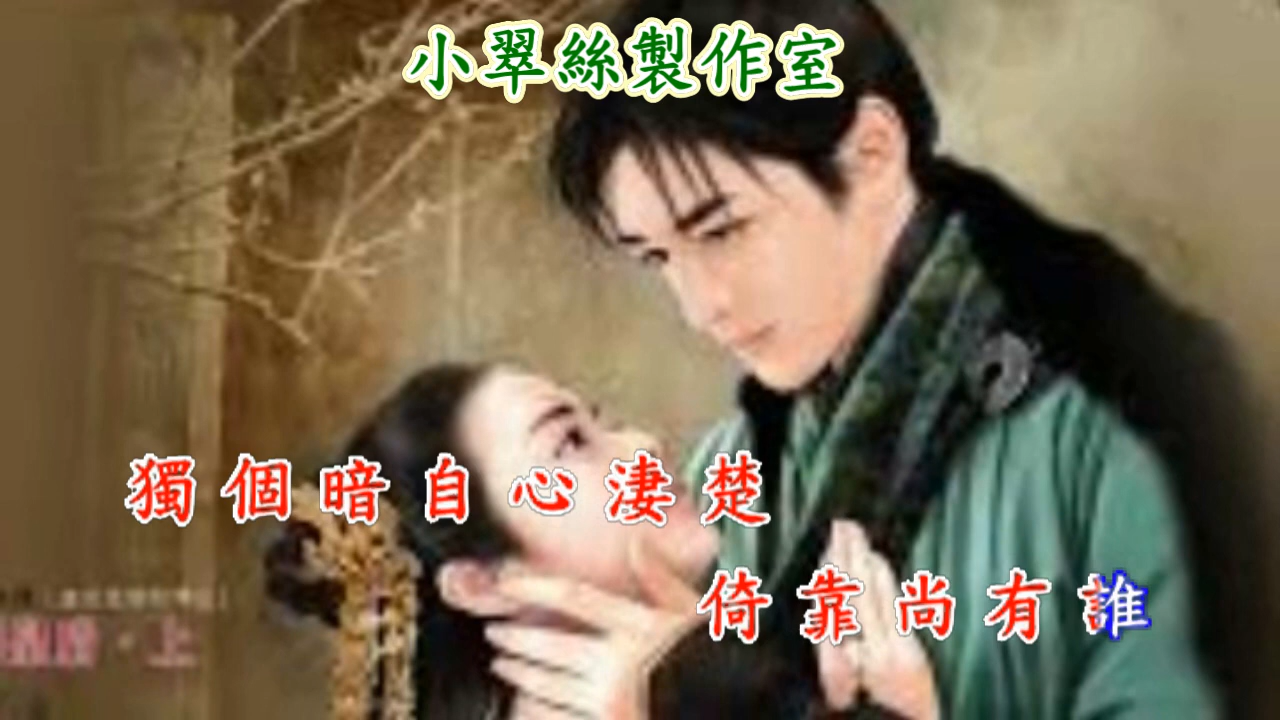 小翠絲製作室
獨個暗自心淒楚
倚靠尚有誰